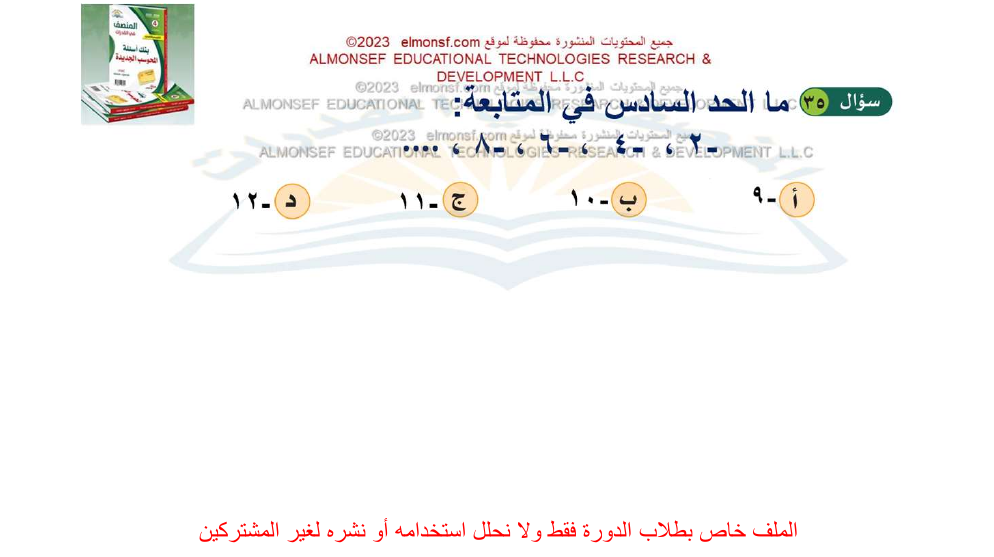 المنصف
بنك أسئلة
المحوسب الجديدة
جميع المحتويات المنشورة محفوظة لموقع elmonsf.com ©2023
ALMONSEF EDUCATIONAL TECHNOLOGIES RESEARCH &
DEVELOPMENT L.L.C
جميع المحتويات المنشورة محفوظة لموقع elmonsf.com ©2023
ALMONSEF EDUCATIONAL TECHNOLOGIES RESEARCH & DEVELOPMENT L.L.C
سؤال ٣٥ ما الحد السادس في المتابعة:
جميع المحتويات المنشورة محفوظة لموقع elmonsf.com ©2023
ALMONSEF EDUCATIONAL TECHNOLOGIES RESEARCH & DEVELOPMENT L.L.C
ـ ٢ ، ـ ٤ ، ـ ٦ ، ـ ٨ ، ....
أ ـ ٩ ب ـ ١٠ ج ـ ١١ د ـ ١٢
الملف خاص بطلاب الدورة فقط ولا نحلل استخدامه أو نشره لغير المشتركين